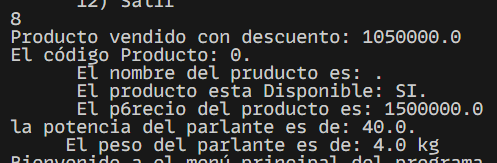 12) Salir
8
Producto vendido con descuento: 1050000.0
El código Producto: 0.
El nombre del pruducto es: .
El producto esta Disponible: SI.
El p6recio del producto es: 1500000.0
la potencia del parlante es de: 40.0.
El peso del parlante es de: 4.0 kg
Bienvenido a el menú principal del programa